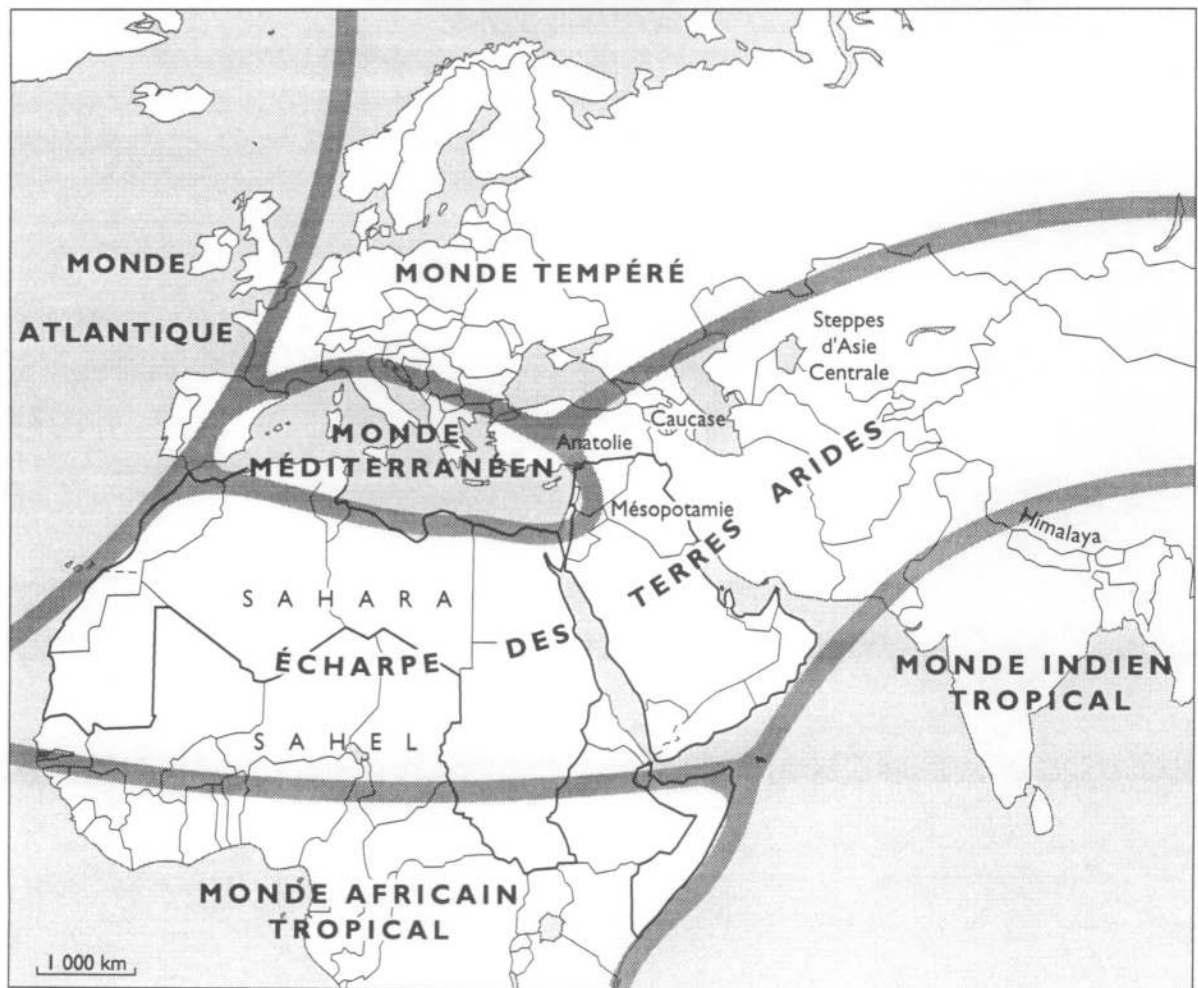 MONDE
ATLANTIQUE
MONDE TEMPÉRÉ
Steppes
d'Asie
Centrale
Caucase
Anatolie
MONDE
MÉDITERRANÉEN
Mésopotamie
Himalaya
SAHARA
ÉCHARPE DES TERRES ARIDES
SAHEL
MONDE INDIEN
TROPICAL
MONDE AFRICAIN
TROPICAL
1 000 km